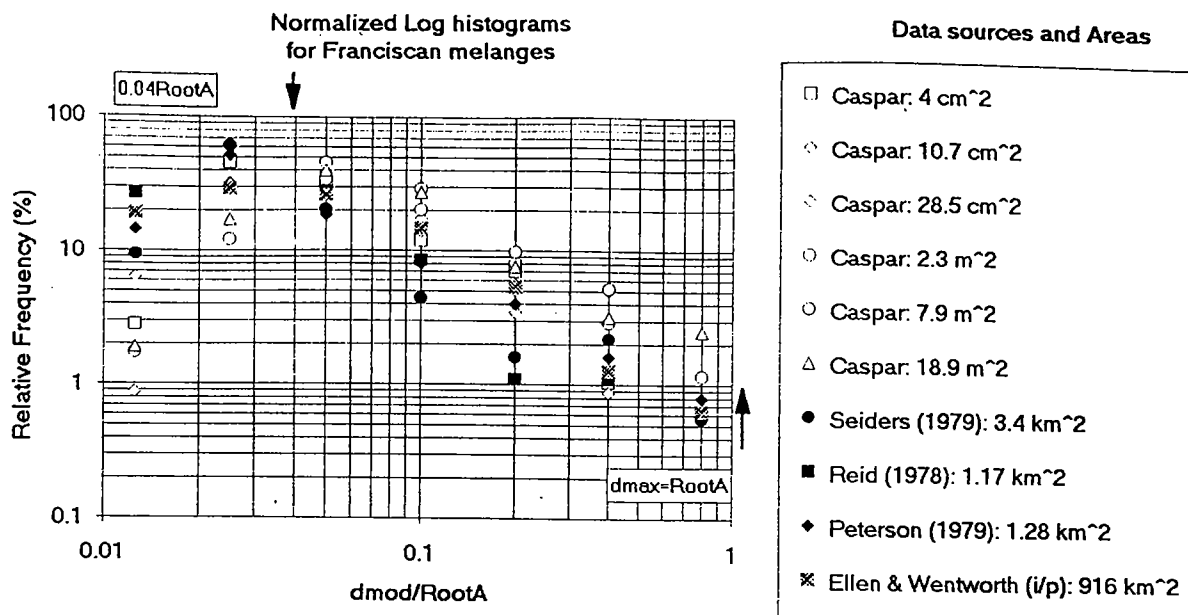 Normalized Log histograms
for Franciscan melanges
0.04RootA
100
10
1
0.1
Relative Frequency (%)
0.01
0.1
1
dmod/RootA
dmax=RootA
Data sources and Areas
Caspar: 4 cm^2
Caspar: 10.7 cm^2
Caspar: 28.5 cm^2
Caspar: 2.3 m^2
Caspar: 7.9 m^2
Caspar: 18.9 m^2
Seiders (1979): 3.4 km^2
Reid (1978): 1.17 km^2
Peterson (1979): 1.28 km^2
Ellen & Wentworth (i/p): 916 km^2